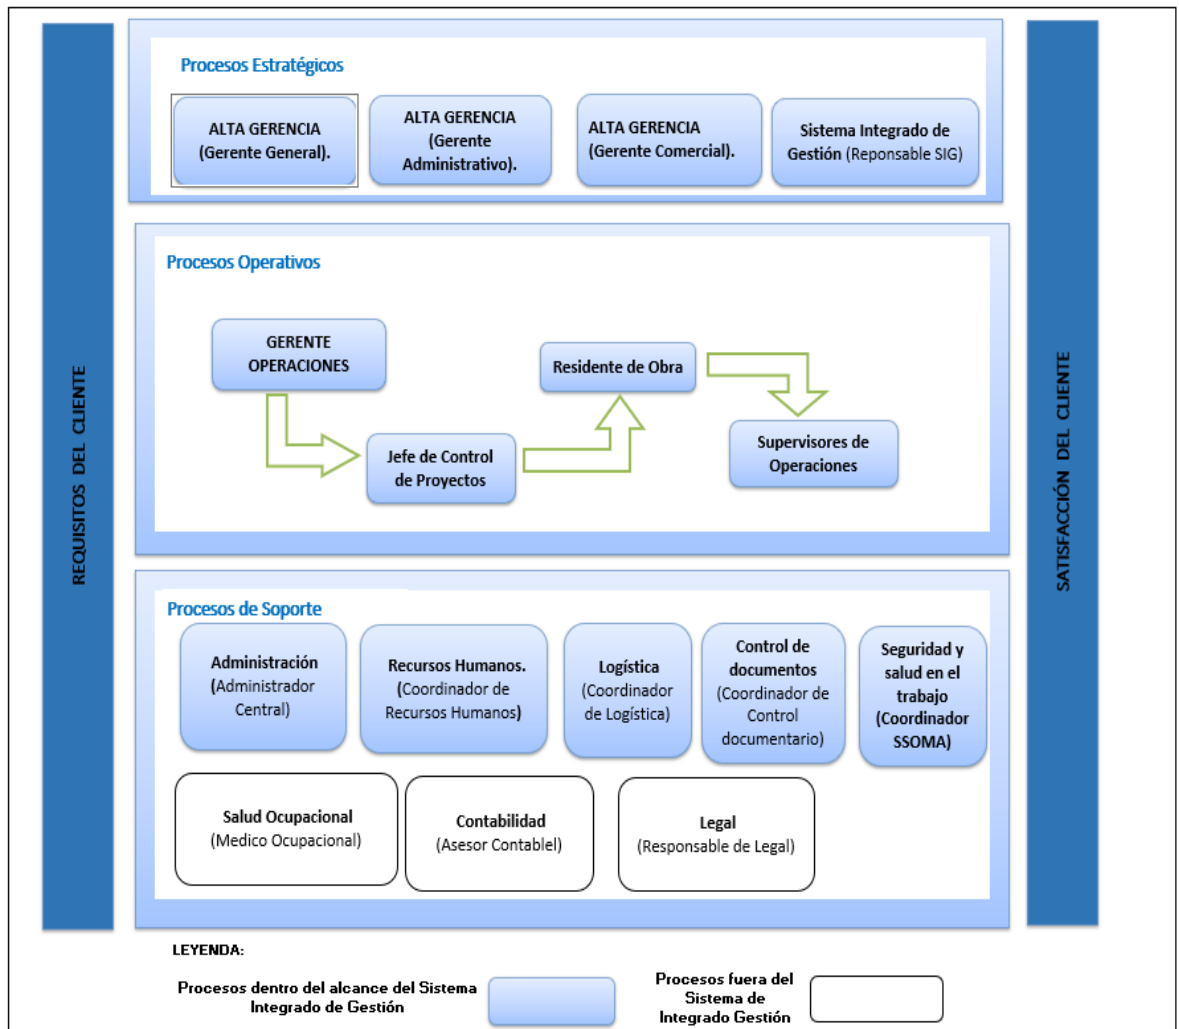 REQUISITOS DEL CLIENTE
Procesos Estratégicos
ALTA GERENCIA
(Gerente General).
ALTA GERENCIA
(Gerente
Administrativo).
ALTA GERENCIA
(Gerente Comercial).
Sistema Integrado de
Gestión (Reponsable SIG)
Procesos Operativos
GERENTE
OPERACIONES
Jefe de Control
de Proyectos
Residente de Obra
Supervisores de
Operaciones
Procesos de Soporte
Administración
(Administrador
Central)
Recursos Humanos.
(Coordinador de
Recursos Humanos)
Logística
(Coordinador
de Logística)
Control de
documentos
(Coordinador de
Control
documentario)
Seguridad y
salud en el
trabajo
(Coordinador
SSOMA)
Salud Ocupacional
(Medico Ocupacional)
Contabilidad
(Asesor Contablel)
Legal
(Responsable de Legal)
SATISFACCIÓN DEL CLIENTE
LEYENDA:
Procesos dentro del alcance del Sistema
Integrado de Gestión
Procesos fuera del
Sistema de
Integrado Gestión